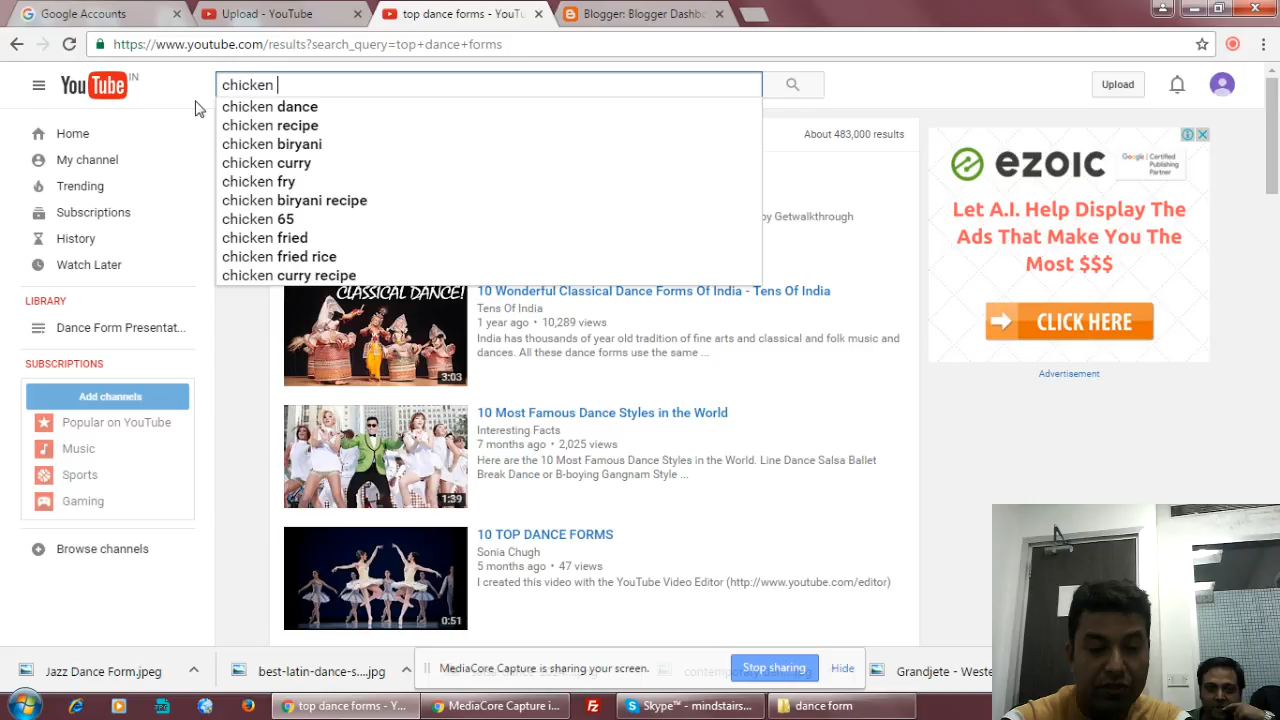 Google Accounts
Upload - YouTube
top dance forms - YouTu
Blogger: Blogger Dashbo
https://www.youtube.com/results?search_query=top+dance+forms
YouTube IN
chicken
Upload
chicken dance
chicken recipe
chicken biryani
chicken curry
chicken fry
chicken biryani recipe
chicken 65
chicken fried
chicken fried rice
chicken curry recipe
Home
My channel
Trending
Subscriptions
History
Watch Later
LIBRARY
Dance Form Presentat...
SUBSCRIPTIONS
Add channels
Popular on YouTube
Music
Sports
Gaming
Browse channels
About 483,000 results
by Getwalkthrough
CLASSICAL DANCE!
3:03
10 Wonderful Classical Dance Forms Of India - Tens Of India
Tens Of India
1 year ago • 10,289 views
India has thousands of year old tradition of fine arts and classical and folk music and
dances. All these dance forms use the same ...
1:39
10 Most Famous Dance Styles in the World
Interesting Facts
7 months ago • 2,025 views
Here are the 10 Most Famous Dance Styles in the World. Line Dance Salsa Ballet
Break Dance or B-boying Gangnam Style ...
0:51
10 TOP DANCE FORMS
Sonia Chugh
5 months ago • 47 views
I created this video with the YouTube Video Editor (http://www.youtube.com/editor)
EZOIC
Google | Certified Publishing Partner
Let A.I. Help Display The
Ads That Make You The
Most $$$
CLICK HERE
Advertisement
Jazz Dance Form.jpeg
best-latin-dance-s....jpg
MediaCore Capture is sharing your screen.
Stop sharing
Hide
Grandjete - Weste
top dance forms - Y...
MediaCore Capture i...
Skype™ - mindstairs...
dance form